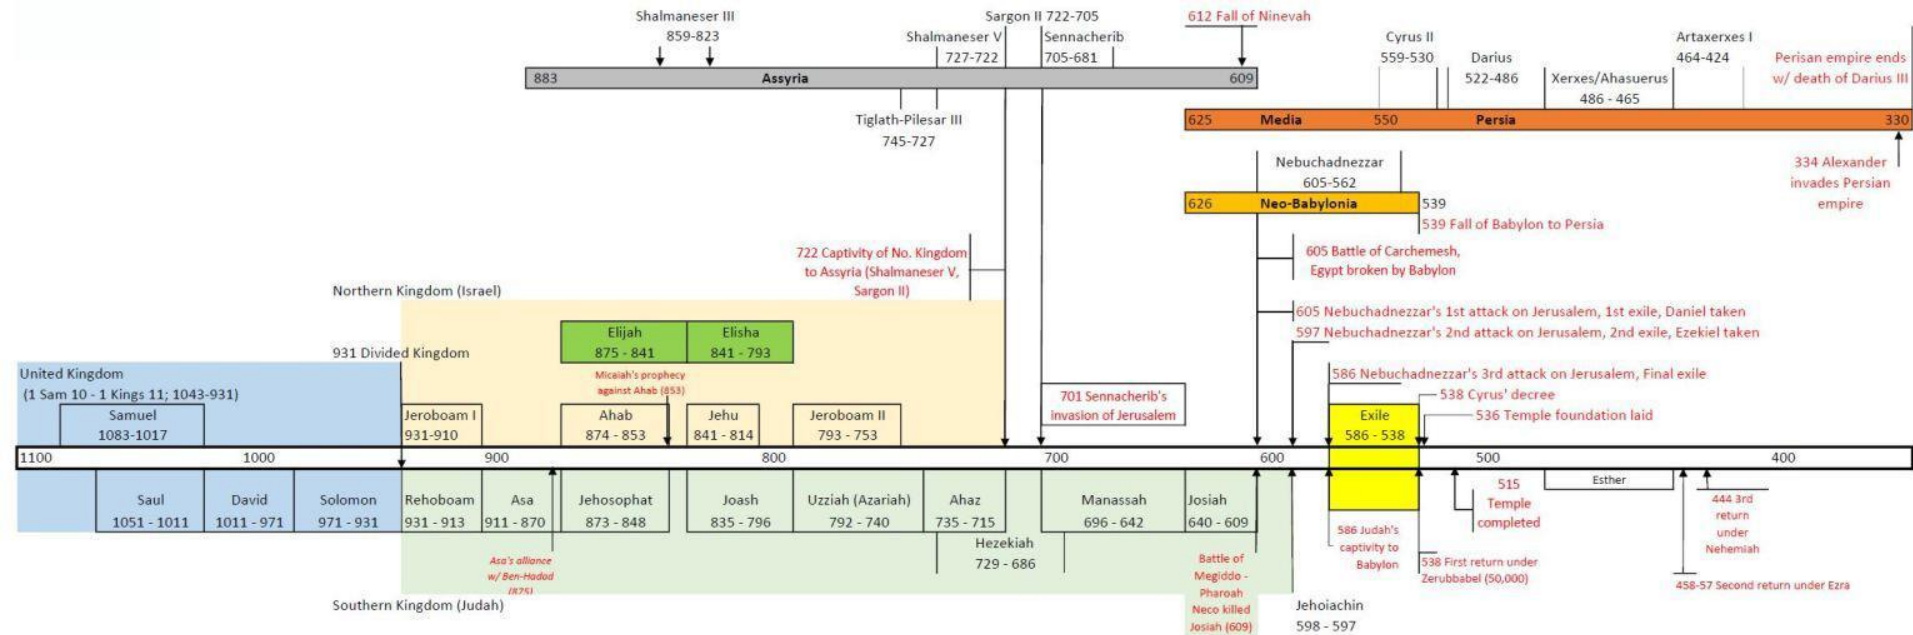 Shalmaneser III
859-823
Sargon II 722-705
612 Fall of Ninevah
Shalmaneser V
727-722
Sennacherib
705-681
Cyrus II
559-530
Darius
522-486
Xerxes/Ahasuerus
486 - 465
Artaxerxes I
464-424
Perisan empire ends
w/ death of Darius III
883
Assyria
609
Tiglath-Pilesar III
745-727
625
Media
550
Persia
330
334 Alexander
invades Persian
empire
Nebuchadnezzar
605-562
626
Neo-Babylonia
539
539 Fall of Babylon to Persia
722 Captivity of No. Kingdom
to Assyria (Shalmaneser V,
Sargon II)
605 Battle of Carchemesh,
Egypt broken by Babylon
Northern Kingdom (Israel)
605 Nebuchadnezzar's 1st attack on Jerusalem, 1st exile, Daniel taken
597 Nebuchadnezzar's 2nd attack on Jerusalem, 2nd exile, Ezekiel taken
Elijah
875 - 841
Elisha
841 - 793
931 Divided Kingdom
United Kingdom
(1 Sam 10 - 1 Kings 11; 1043-931)
Micaiah's prophecy
against Ahab (853)
586 Nebuchadnezzar's 3rd attack on Jerusalem, Final exile
538 Cyrus' decree
536 Temple foundation laid
701 Sennacherib's
invasion of Jerusalem
Samuel
1083-1017
Jeroboam I
931-910
Ahab
874 - 853
Jehu
841 - 814
Jeroboam II
793 - 753
Exile
586 - 538
1100
1000
900
800
700
600
500
400
Saul
1051 - 1011
David
1011 - 971
Solomon
971 - 931
Rehoboam
931 - 913
Asa
911 - 870
Jehosophat
873 - 848
Joash
835 - 796
Uzziah (Azariah)
792 - 740
Ahaz
735 - 715
Manassah
696 - 642
Josiah
640 - 609
Esther
515
Temple
completed
444 3rd
return
under
Nehemiah
Hezekiah
729 - 686
Asa's alliance
w/ Ben-Hadad
(875)
Battle of
Megiddo -
Pharoah
Neco killed
Josiah (609)
586 Judah's
captivity to
Babylon
538 First return under
Zerubbabel (50,000)
458-57 Second return under Ezra
Southern Kingdom (Judah)
Jehoiachin
598 - 597